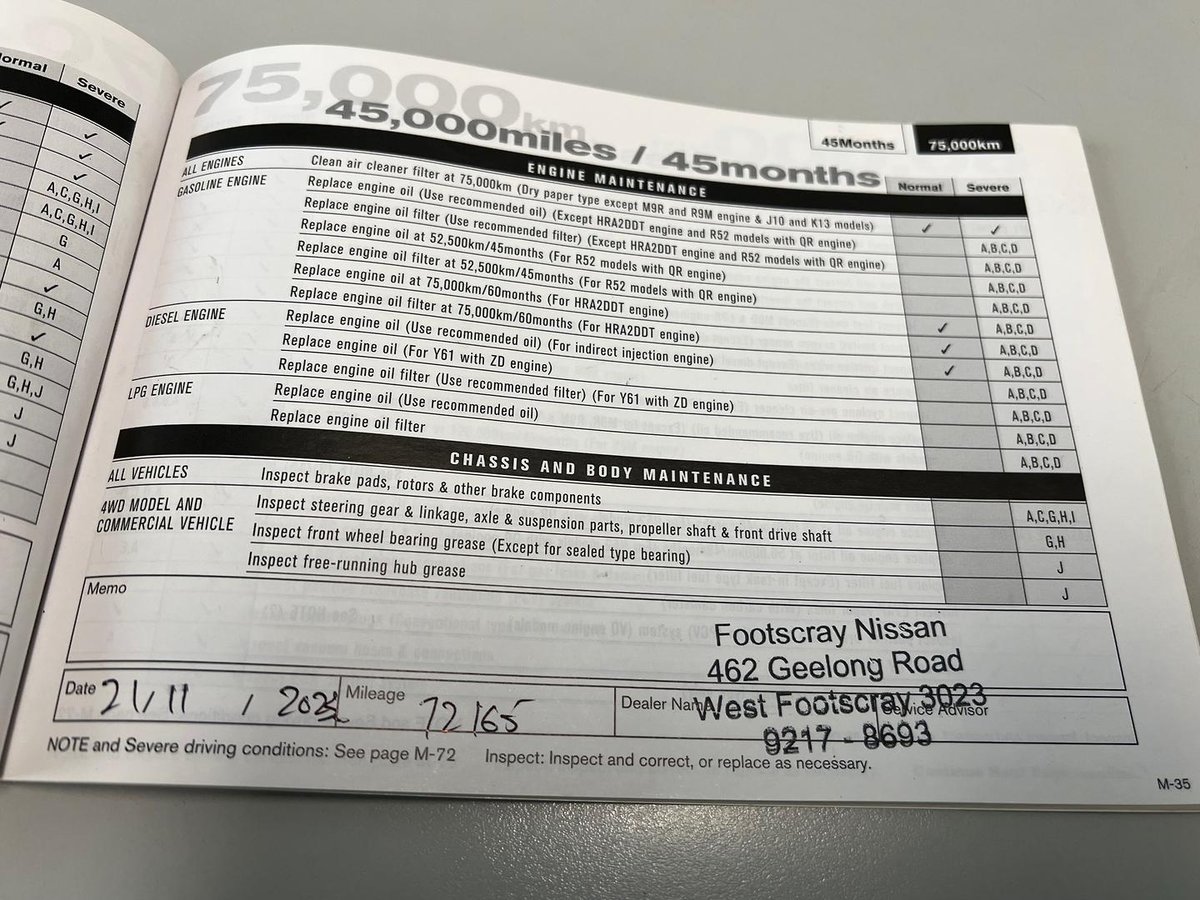 Normal Severe
✓ ✓
✓ ✓
✓
A,C,G,H,I
A,C,G,H,I
G
A
✓
G,H
✓
G,H
G,H,J
J
J
75,000km
45,000miles / 45months
45Months 75,000km
ENGINE MAINTENANCE Normal Severe
ALL ENGINES Clean air cleaner filter at 75,000km (Dry paper type except M9R and R9M engine & J10 and K13 models) ✓ ✓
GASOLINE ENGINE Replace engine oil (Use recommended oil) (Except HRA2DDT engine and R52 models with QR engine) A,B,C,D
Replace engine oil filter (Use recommended filter) (Except HRA2DDT engine and R52 models with QR engine) A,B,C,D
Replace engine oil at 52,500km/45months (For R52 models with QR engine) A,B,C,D
Replace engine oil filter at 52,500km/45months (For R52 models with QR engine) A,B,C,D
Replace engine oil at 75,000km/60months (For HRA2DDT engine) ✓ A,B,C,D
Replace engine oil filter at 75,000km/60months (For HRA2DDT engine) ✓ A,B,C,D
DIESEL ENGINE Replace engine oil (Use recommended oil) (For indirect injection engine) ✓ A,B,C,D
Replace engine oil (For Y61 with ZD engine) A,B,C,D
Replace engine oil filter (Use recommended filter) (For Y61 with ZD engine) A,B,C,D
LPG ENGINE Replace engine oil (Use recommended oil) A,B,C,D
Replace engine oil filter A,B,C,D
CHASSIS AND BODY MAINTENANCE
ALL VEHICLES Inspect brake pads, rotors & other brake components A,C,G,H,I
4WD MODEL AND COMMERCIAL VEHICLE Inspect steering gear & linkage, axle & suspension parts, propeller shaft & front drive shaft G,H
Inspect front wheel bearing grease (Except for sealed type bearing) J
Inspect free-running hub grease J
Memo
Footscray Nissan
462 Geelong Road
West Footscray 3023
9217 - 8693
Date 21/11 / Mileage 72165 Dealer Name Service Advisor
NOTE and Severe driving conditions: See page M-72 Inspect: Inspect and correct, or replace as necessary.
M-35